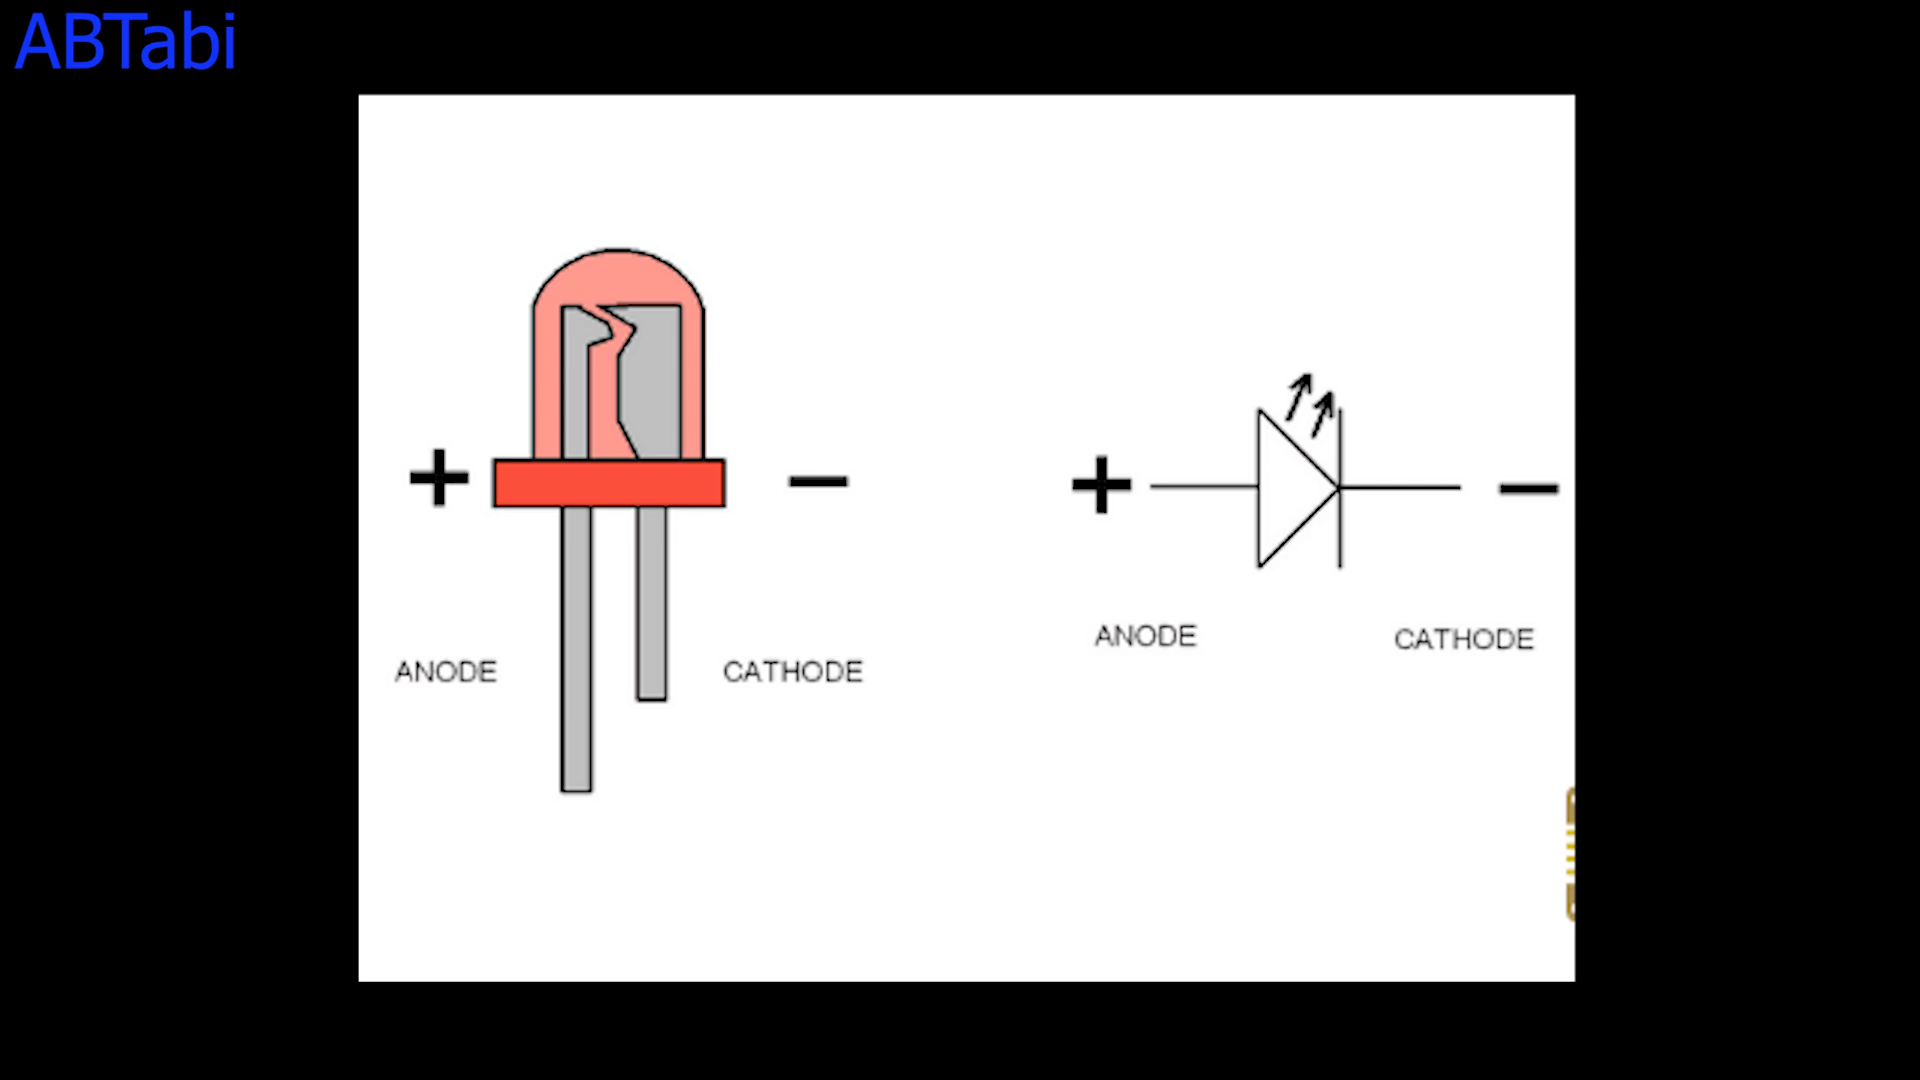 ABTabi
+ −
+ −
ANODE CATHODE
ANODE CATHODE